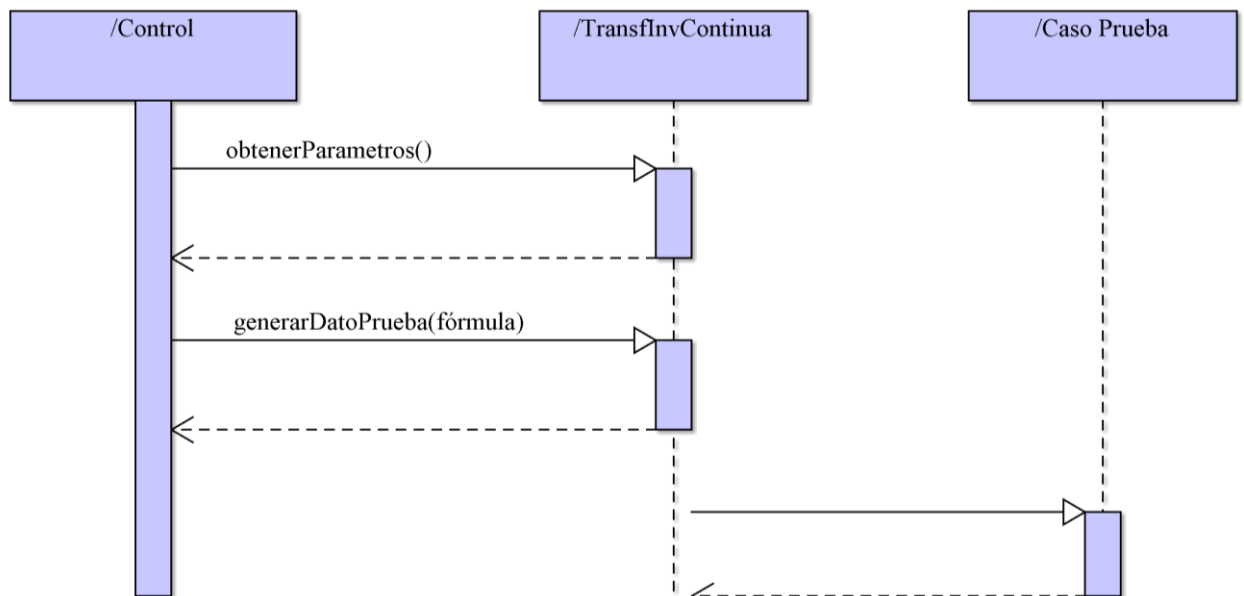 /Control
/TransfInvContinua
/Caso Prueba
obtenerParametros()
generarDatoPrueba(fórmula)